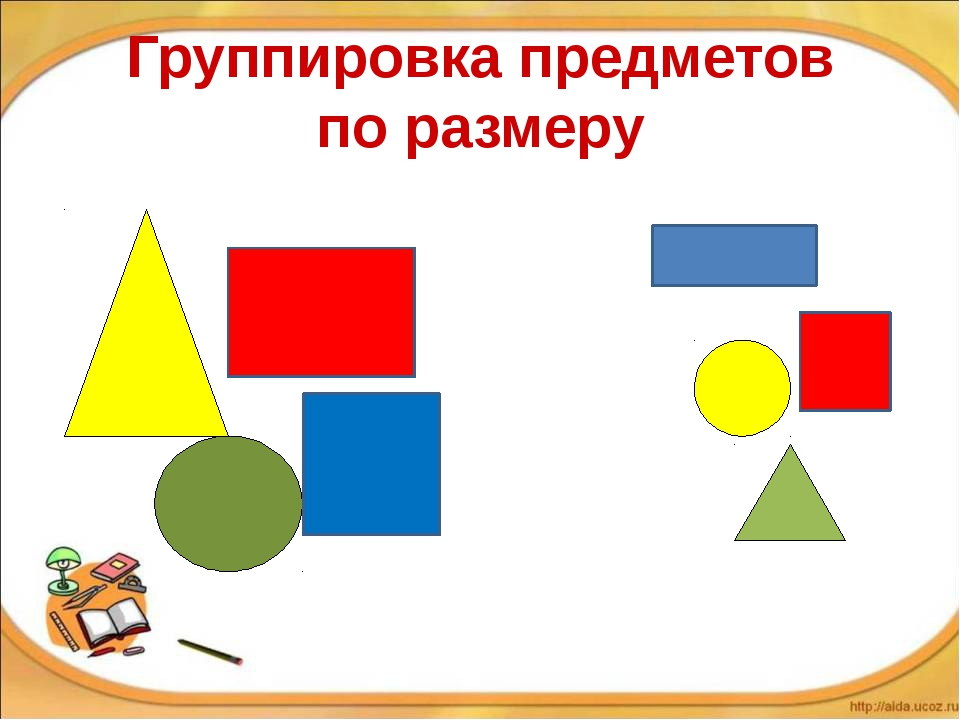 Группировка предметов
по размеру
http://aida.ucoz.ru